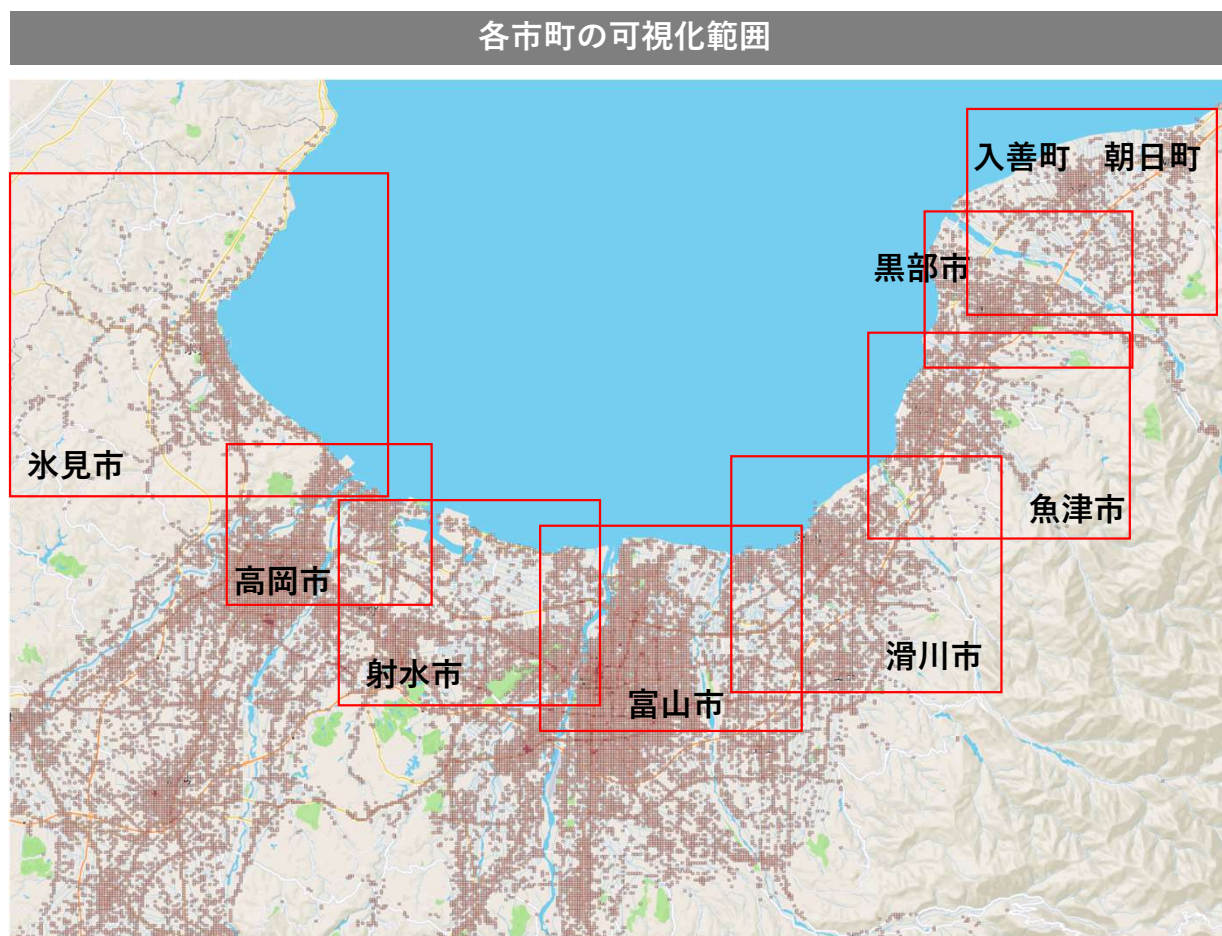 各市町の可視化範囲
入善町 朝日町
黒部市
氷見市
魚津市
高岡市
滑川市
射水市
富山市